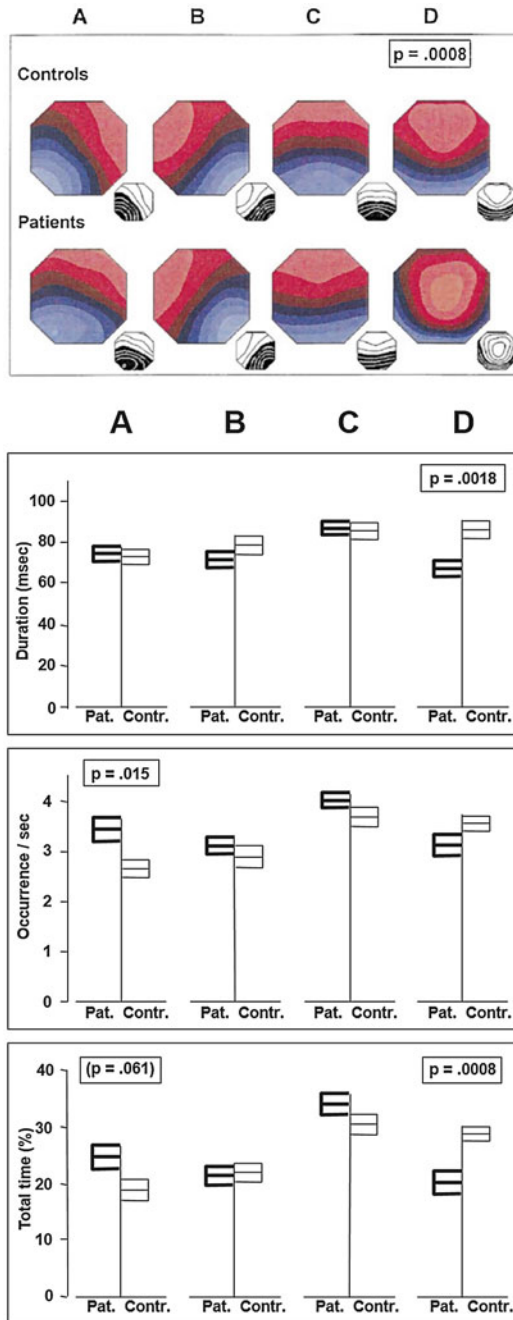 A B C D
p = .0008
Controls
Patients
A B C D
p = .0018
Duration (msec)
100
80
60
40
20
0
Pat. Contr. Pat. Contr. Pat. Contr. Pat. Contr.
p = .015
Occurrence / sec
4
3
2
1
0
Pat. Contr. Pat. Contr. Pat. Contr. Pat. Contr.
(p = .061) p = .0008
Total time (%)
40
30
20
10
0
Pat. Contr. Pat. Contr. Pat. Contr. Pat. Contr.